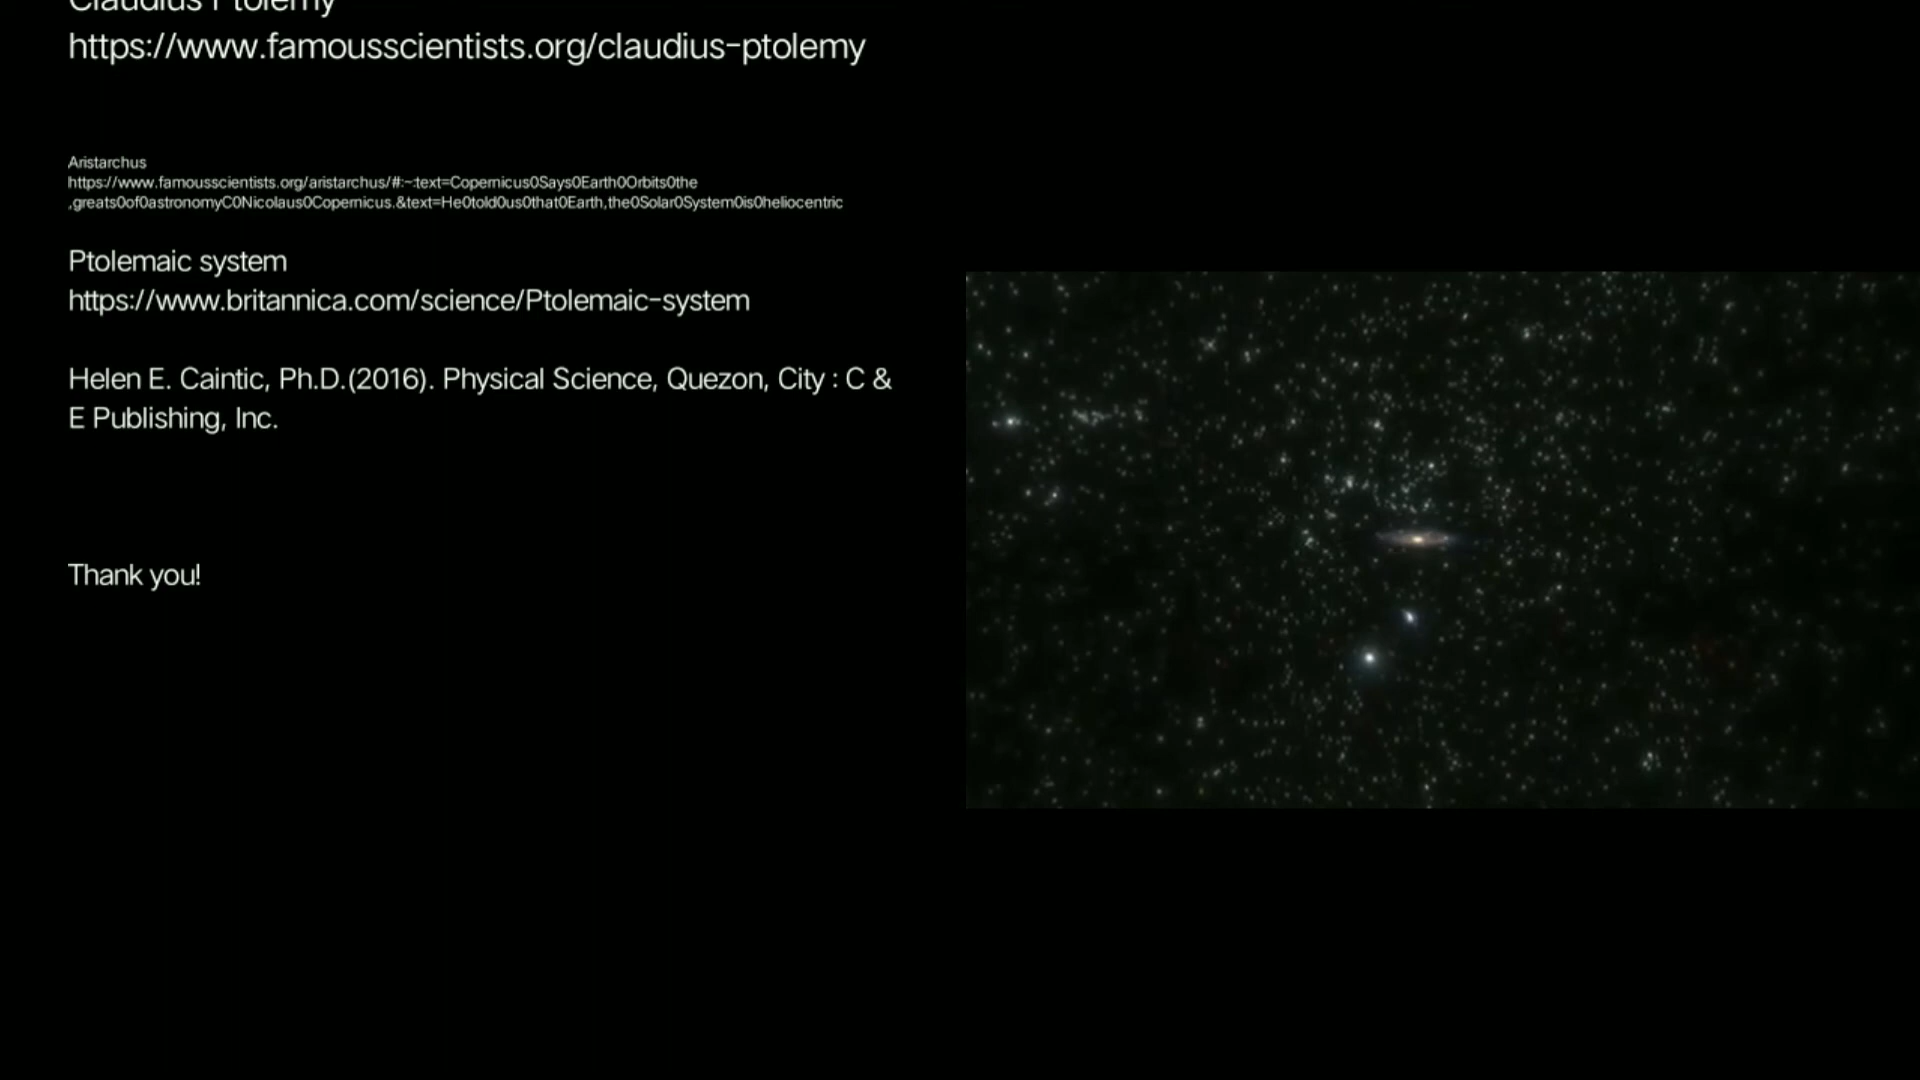 Claudius Ptolemy
https://www.famousscientists.org/claudius-ptolemy
Aristarchus
https://www.famousscientists.org/aristarchus/#:~:text=Copernicus0Says0Earth0Orbits0the
,greats0of0astronomyC0Nicolaus0Copernicus.&text=He0told0us0that0Earth,the0Solar0System0is0heliocentric
Ptolemaic system
https://www.britannica.com/science/Ptolemaic-system
Helen E. Caintic, Ph.D.(2016). Physical Science, Quezon, City : C &
E Publishing, Inc.
Thank you!